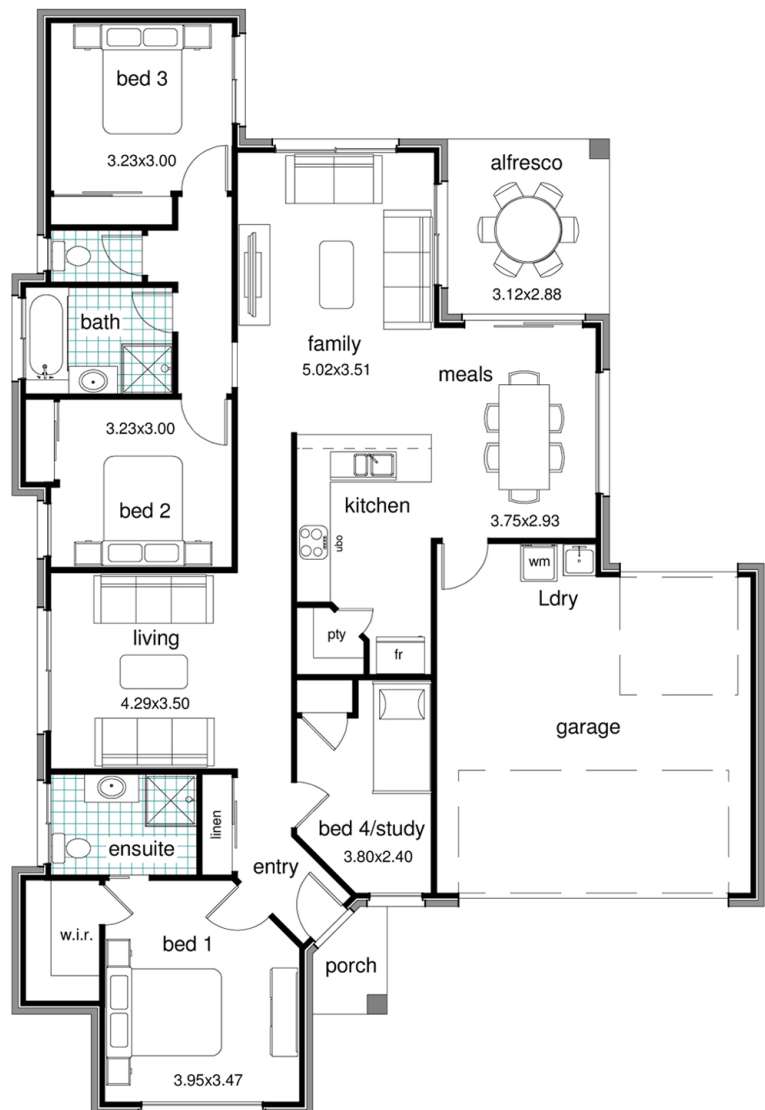 bed 3
3.23x3.00
alfresco
3.12x2.88
bath
family
5.02x3.51
meals
3.23x3.00
bed 2
kitchen
ubo
3.75x2.93
wm
Ldry
living
4.29x3.50
pty
fr
garage
linen
bed 4/study
3.80x2.40
ensuite
entry
w.i.r.
bed 1
porch
3.95x3.47